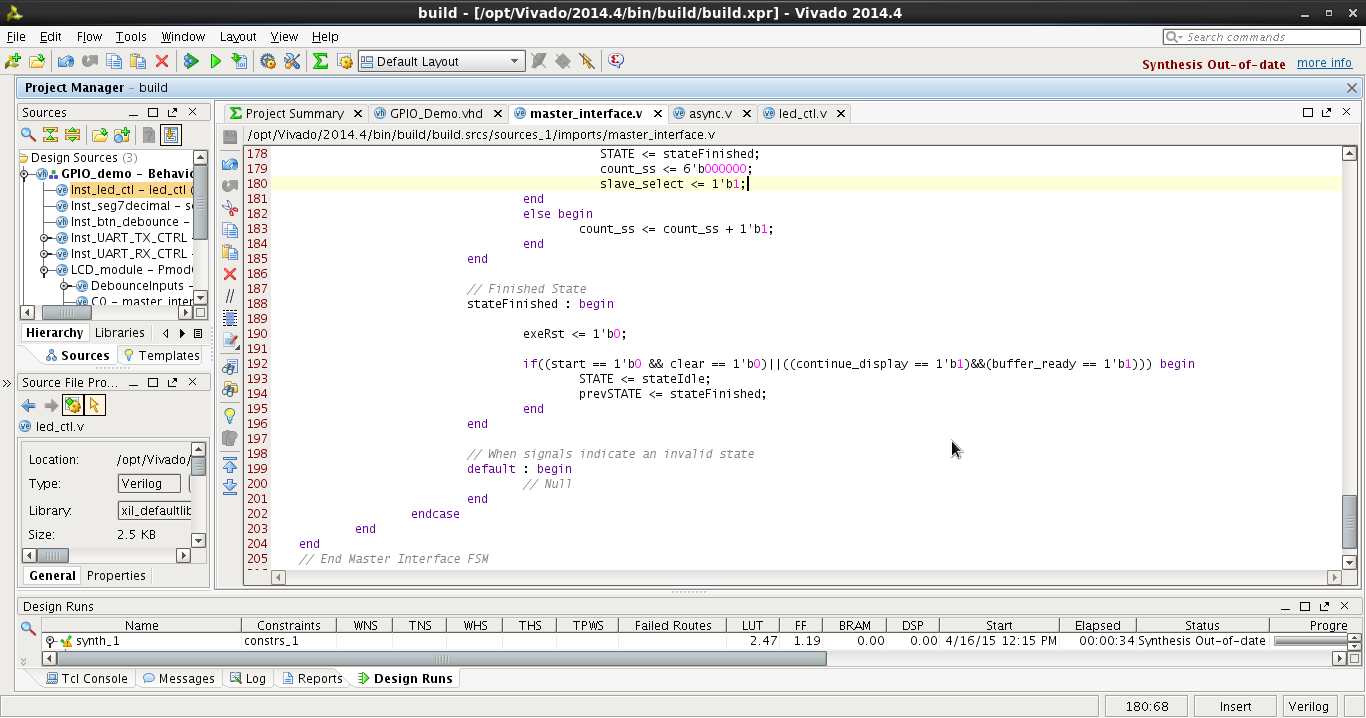 build - [/opt/Vivado/2014.4/bin/build/build.xpr] - Vivado 2014.4
File Edit Flow Tools Window Layout View Help
Search commands
Default Layout
Synthesis Out-of-date more info
Project Manager - build
Sources
Design Sources (3)
GPIO_demo - Behavio
Inst_led_ctl - led_ctl (
Inst_seg7decimal - se
Inst_btn_debounce -
Inst_UART_TX_CTRL -
Inst_UART_RX_CTRL -
LCD_module - Pmod
DebounceInputs -
C0 - master_inter
Hierarchy Libraries
Sources Templates
Source File Pro...
led_ctl.v
Location: /opt/Vivado/
Type: Verilog
Library: xil_defaultlib
Size: 2.5 KB
General Properties
Project Summary GPIO_Demo.vhd master_interface.v async.v led_ctl.v
/opt/Vivado/2014.4/bin/build/build.srcs/sources_1/imports/master_interface.v
178 STATE <= stateFinished;
179 count_ss <= 6'b000000;
180 slave_select <= 1'b1;
181 end
182 else begin
183 count_ss <= count_ss + 1'b1;
184 end
185 end
186
187 // Finished State
188 stateFinished : begin
189
190 exeRst <= 1'b0;
191
192 if((start == 1'b0 && clear == 1'b0)||((continue_display == 1'b1)&&(buffer_ready == 1'b1))) begin
193 STATE <= stateIdle;
194 prevSTATE <= stateFinished;
195 end
196 end
197
198 // When signals indicate an invalid state
199 default : begin
200 // Null
201 end
202 endcase
203 end
204 end
205 // End Master Interface FSM
Design Runs
Name Constraints WNS TNS WHS THS TPWS Failed Routes LUT FF BRAM DSP Start Elapsed Status Progre
synth_1 constrs_1 2.47 1.19 0.00 0.00 4/16/15 12:15 PM 00:00:34 Synthesis Out-of-date
Tcl Console Messages Log Reports Design Runs
180:68 Insert Verilog